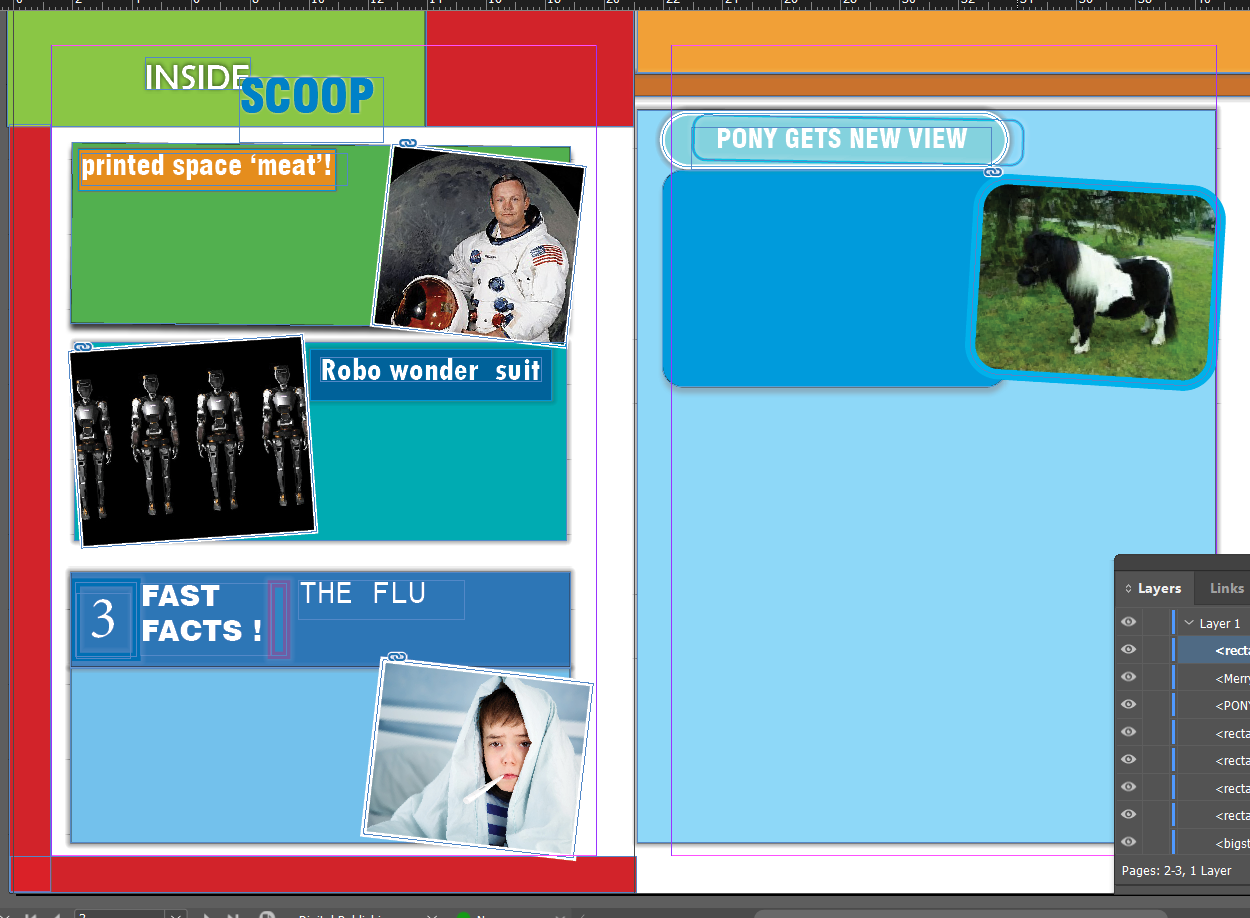 INSIDE
SCOOP
printed space ‘meat’!
Robo wonder suit
3
FAST
FACTS !
THE FLU
PONY GETS NEW VIEW
Layers Links
Layer 1
<recta
<Merry
<PONY
<recta
<recta
<recta
<recta
<bigst
Pages: 2-3, 1 Layer